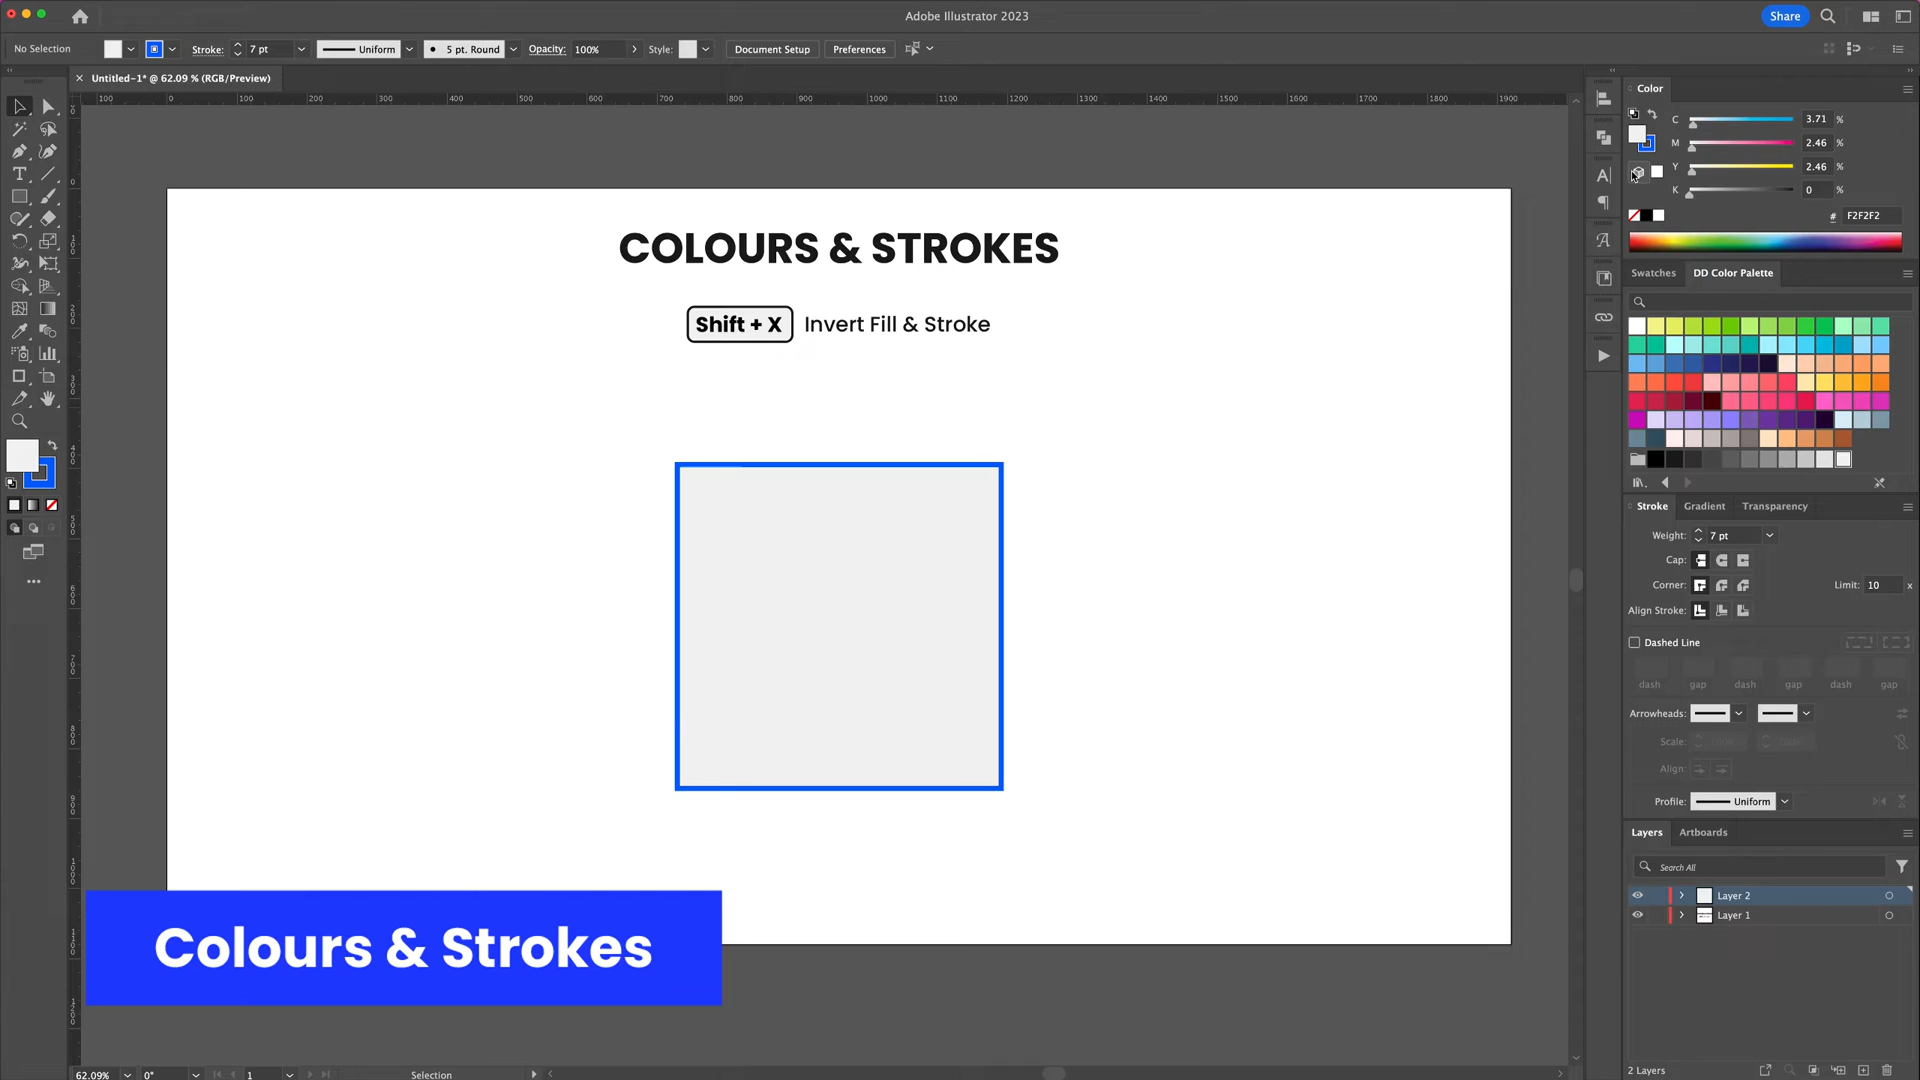 Adobe Illustrator 2023
Share
No Selection
Stroke:
7 pt
Uniform
5 pt. Round
Opacity:
100%
Style:
Document Setup
Preferences
× Untitled-1* @ 62.09 % (RGB/Preview)
100 0 100 200 300 400 500 600 700 800 900 1000 1100 1200 1300 1400 1500 1600 1700 1800 1900
COLOURS & STROKES
Shift + X Invert Fill & Stroke
Colours & Strokes
Color
C 3.71 %
M 2.46 %
Y 2.46 %
K 0 %
# F2F2F2
Swatches DD Color Palette
Stroke Gradient Transparency
Weight: 7 pt
Cap:
Corner: Limit: 10 x
Align Stroke:
Dashed Line
dash gap dash gap dash gap
Arrowheads:
Scale: 100% 100%
Align:
Profile: Uniform
Layers Artboards
Search All
Layer 2
Layer 1
2 Layers
62.09% 0° 1 Selection